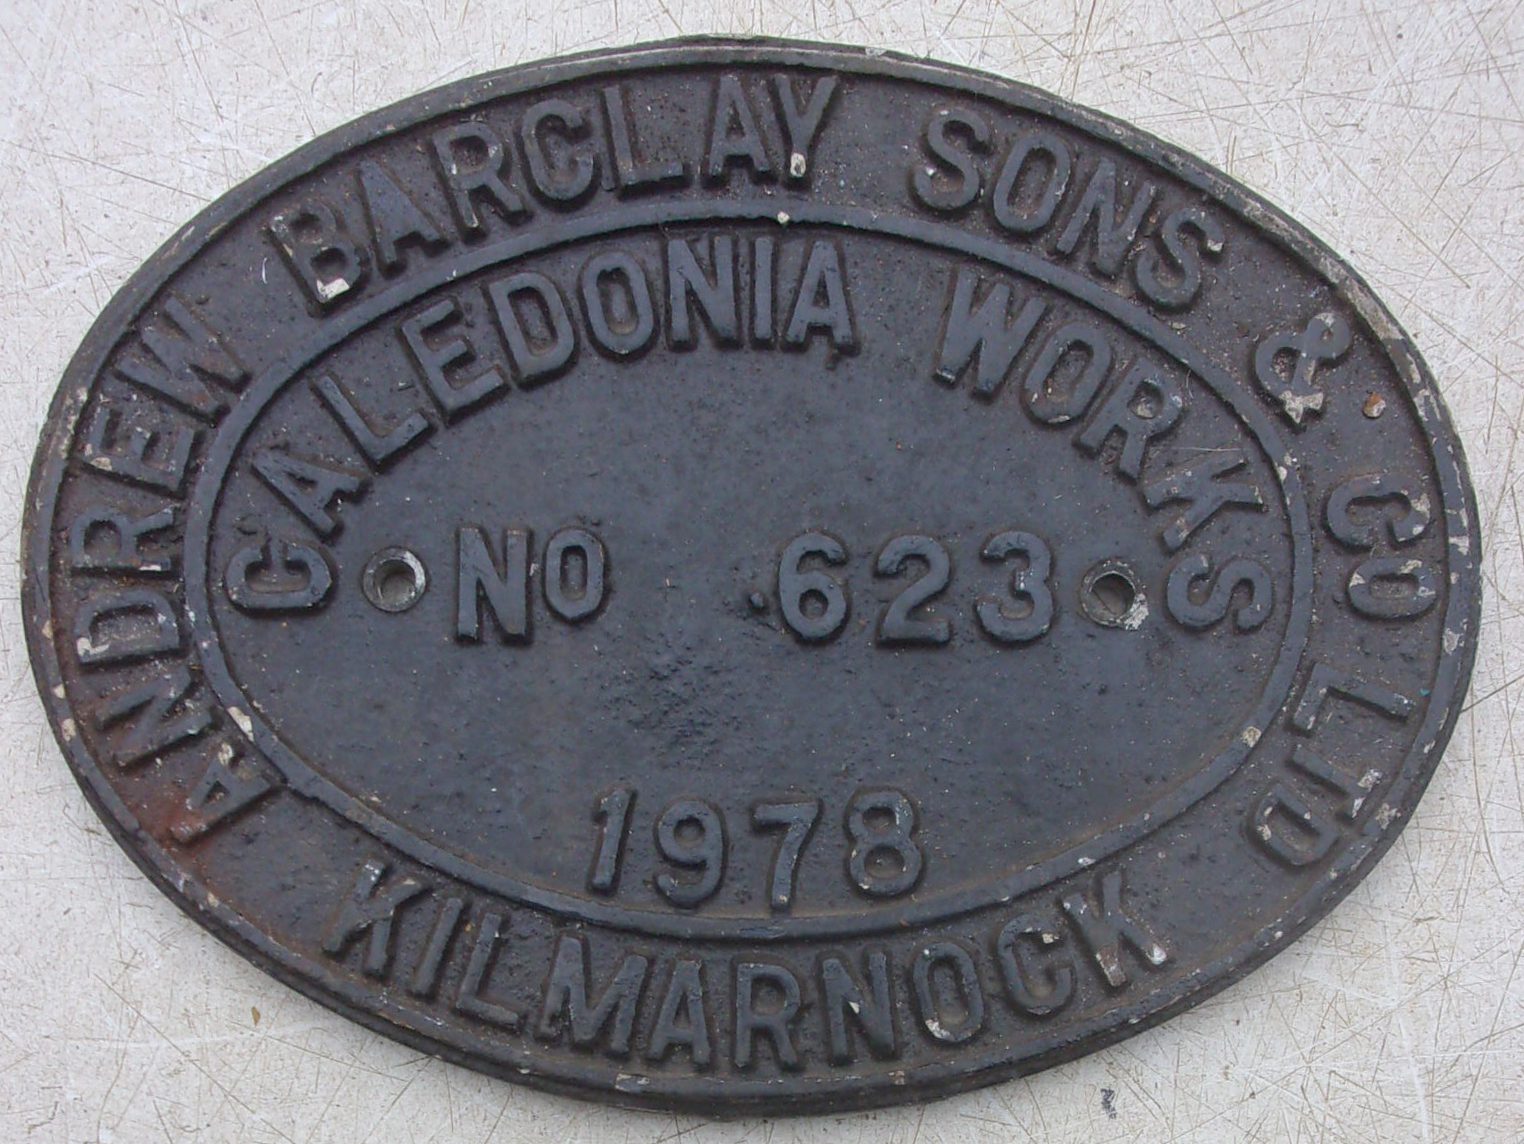 ANDREW BARCLAY SONS & CO LTD
CALEDONIA WORKS
NO 623
1978
KILMARNOCK